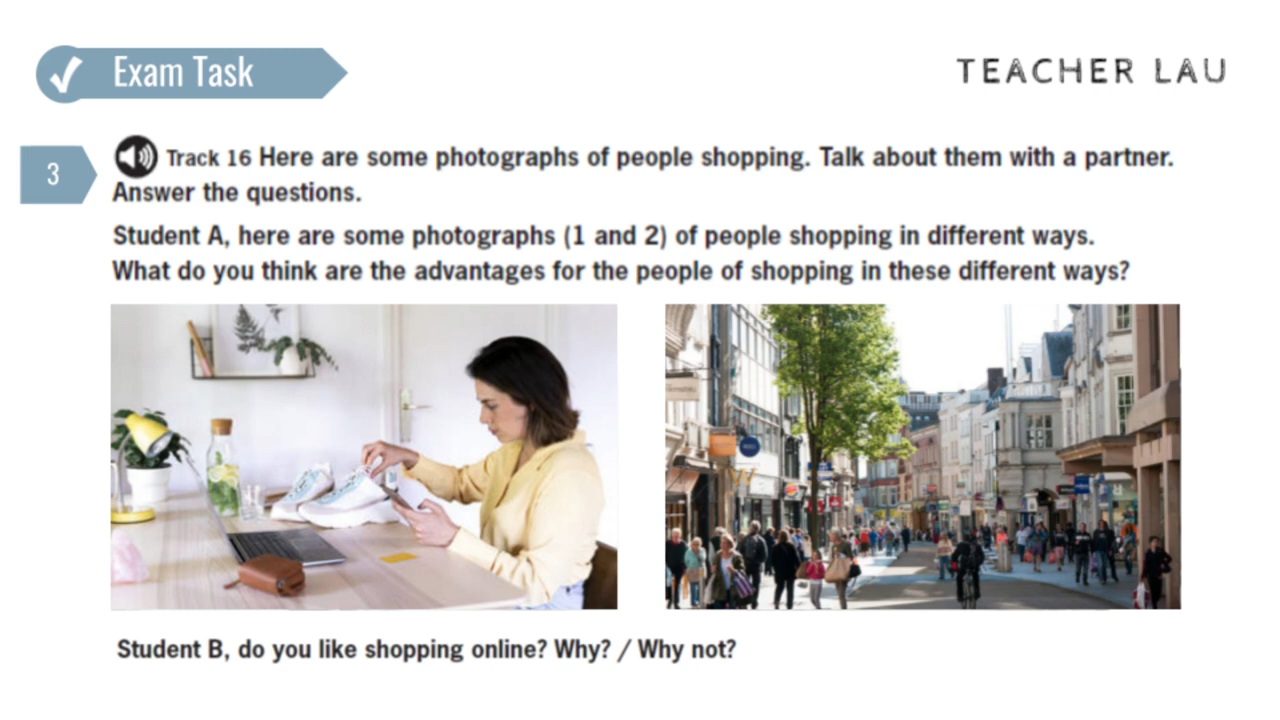 Exam Task
TEACHER LAU
3
Track 16 Here are some photographs of people shopping. Talk about them with a partner.
Answer the questions.
Student A, here are some photographs (1 and 2) of people shopping in different ways.
What do you think are the advantages for the people of shopping in these different ways?
Student B, do you like shopping online? Why? / Why not?